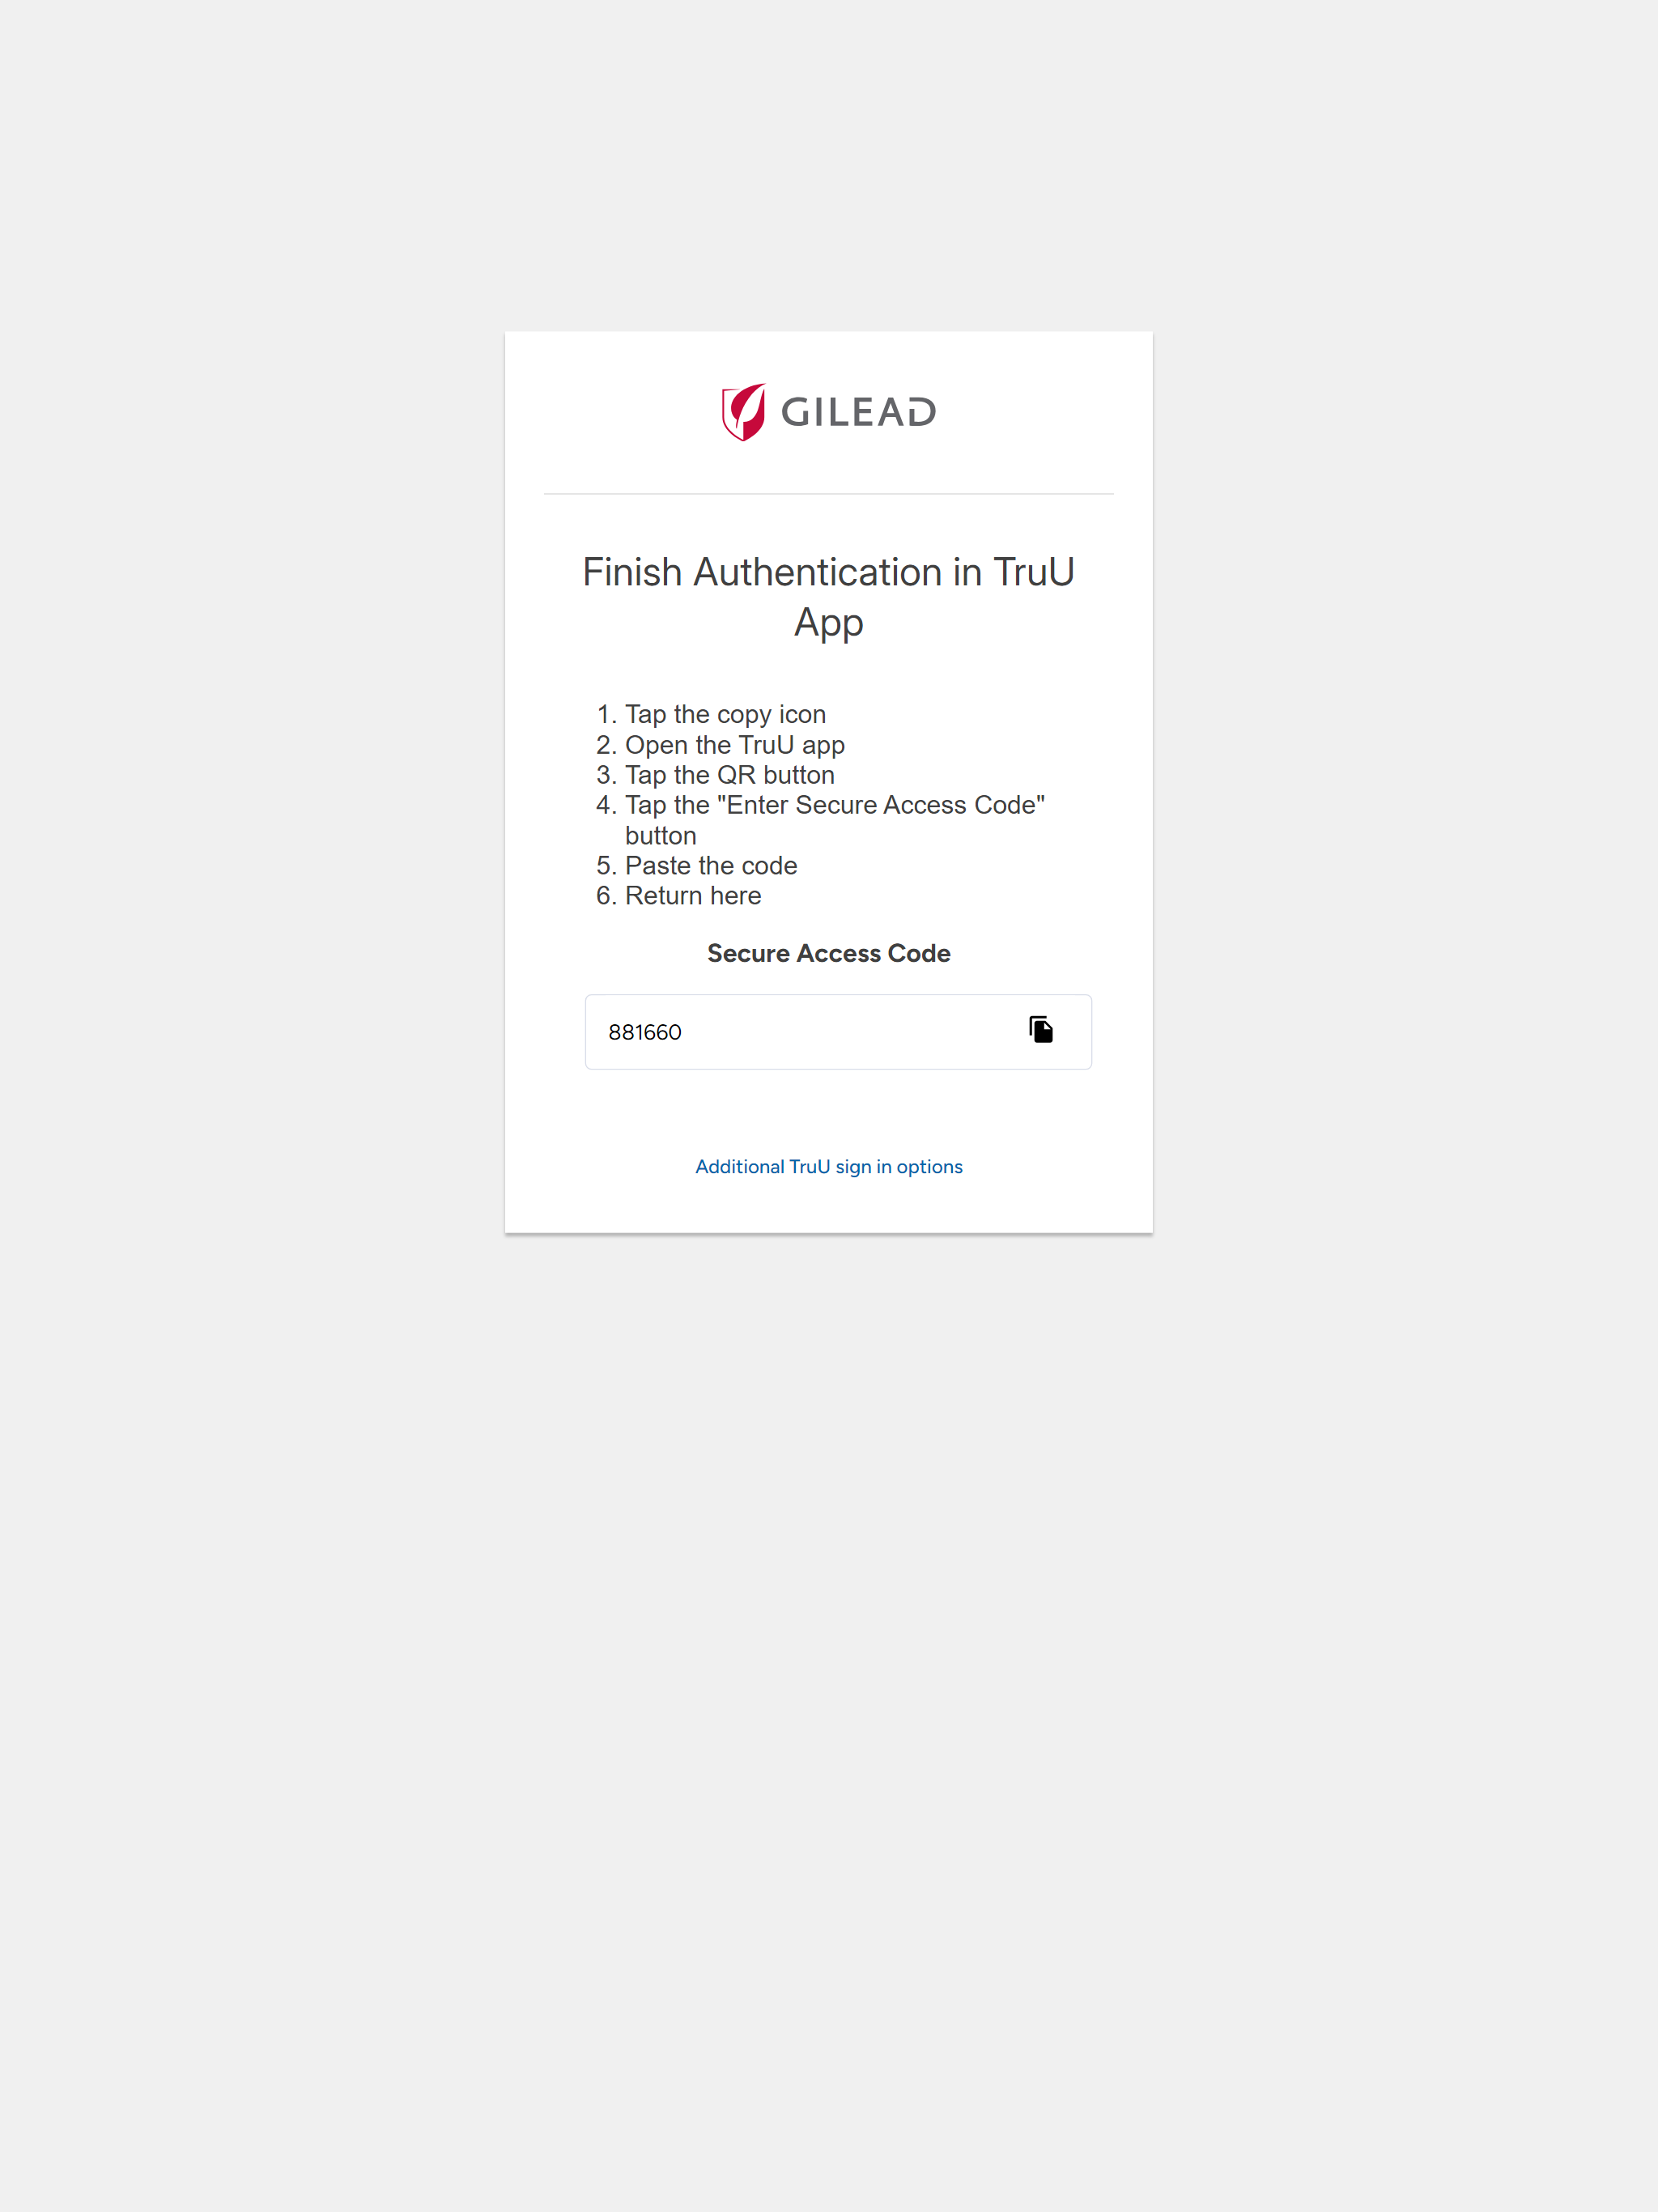 GILEAD
Finish Authentication in TruU
App
1. Tap the copy icon
2. Open the TruU app
3. Tap the QR button
4. Tap the "Enter Secure Access Code"
button
5. Paste the code
6. Return here
Secure Access Code
881660
Additional TruU sign in options